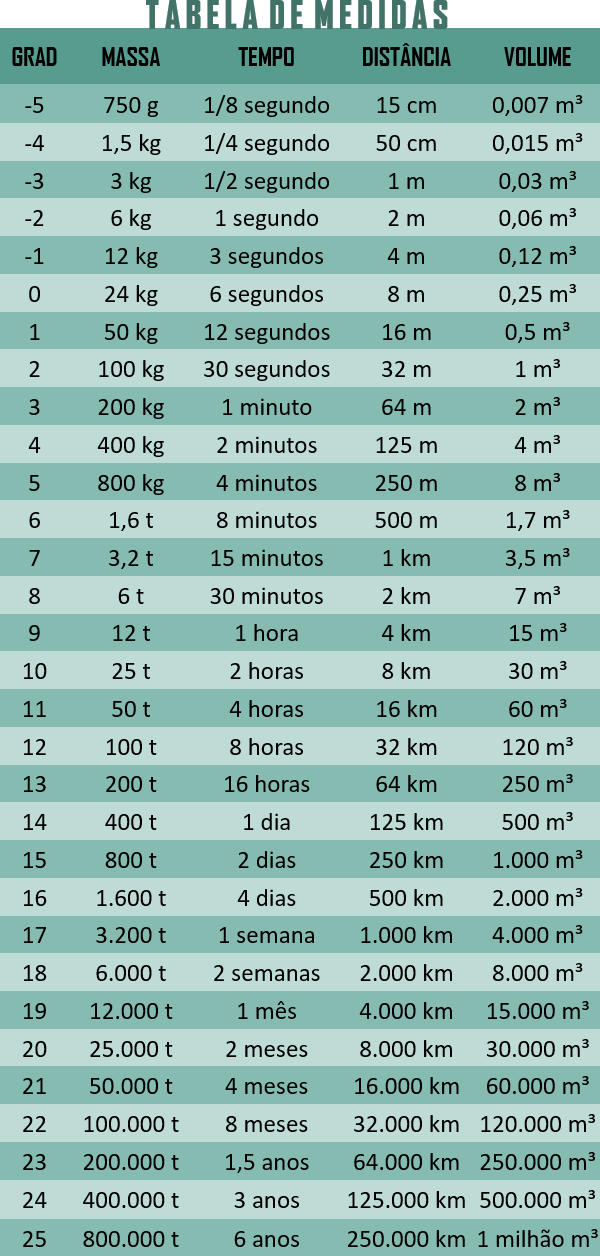 TABELA DE MEDIDAS
GRAD MASSA TEMPO DISTÂNCIA VOLUME
-5 750 g 1/8 segundo 15 cm 0,007 m³
-4 1,5 kg 1/4 segundo 50 cm 0,015 m³
-3 3 kg 1/2 segundo 1 m 0,03 m³
-2 6 kg 1 segundo 2 m 0,06 m³
-1 12 kg 3 segundos 4 m 0,12 m³
0 24 kg 6 segundos 8 m 0,25 m³
1 50 kg 12 segundos 16 m 0,5 m³
2 100 kg 30 segundos 32 m 1 m³
3 200 kg 1 minuto 64 m 2 m³
4 400 kg 2 minutos 125 m 4 m³
5 800 kg 4 minutos 250 m 8 m³
6 1,6 t 8 minutos 500 m 1,7 m³
7 3,2 t 15 minutos 1 km 3,5 m³
8 6 t 30 minutos 2 km 7 m³
9 12 t 1 hora 4 km 15 m³
10 25 t 2 horas 8 km 30 m³
11 50 t 4 horas 16 km 60 m³
12 100 t 8 horas 32 km 120 m³
13 200 t 16 horas 64 km 250 m³
14 400 t 1 dia 125 km 500 m³
15 800 t 2 dias 250 km 1.000 m³
16 1.600 t 4 dias 500 km 2.000 m³
17 3.200 t 1 semana 1.000 km 4.000 m³
18 6.000 t 2 semanas 2.000 km 8.000 m³
19 12.000 t 1 mês 4.000 km 15.000 m³
20 25.000 t 2 meses 8.000 km 30.000 m³
21 50.000 t 4 meses 16.000 km 60.000 m³
22 100.000 t 8 meses 32.000 km 120.000 m³
23 200.000 t 1,5 anos 64.000 km 250.000 m³
24 400.000 t 3 anos 125.000 km 500.000 m³
25 800.000 t 6 anos 250.000 km 1 milhão m³